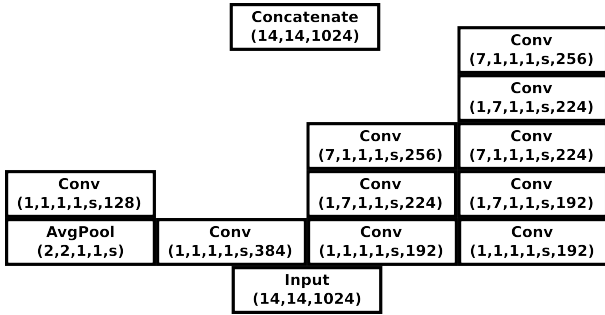 Concatenate
(14,14,1024)
Conv
(7,1,1,1,s,256)
Conv
(1,7,1,1,s,224)
Conv
(7,1,1,1,s,256)
Conv
(7,1,1,1,s,224)
Conv
(1,1,1,1,s,128)
Conv
(1,7,1,1,s,224)
Conv
(1,7,1,1,s,192)
AvgPool
(2,2,1,1,s)
Conv
(1,1,1,1,s,384)
Conv
(1,1,1,1,s,192)
Conv
(1,1,1,1,s,192)
Input
(14,14,1024)